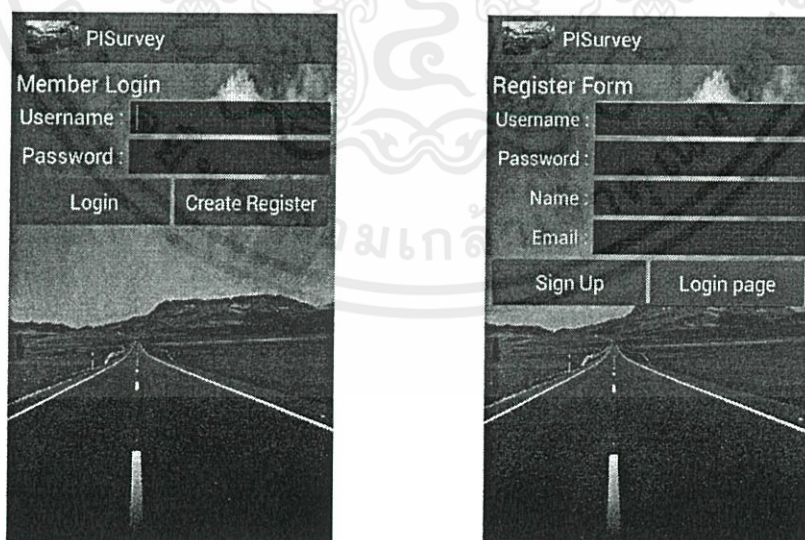 PISurvey
Member Login
Username :
Password :
Login Create Register
PISurvey
Register Form
Username :
Password :
Name :
Email :
Sign Up Login page